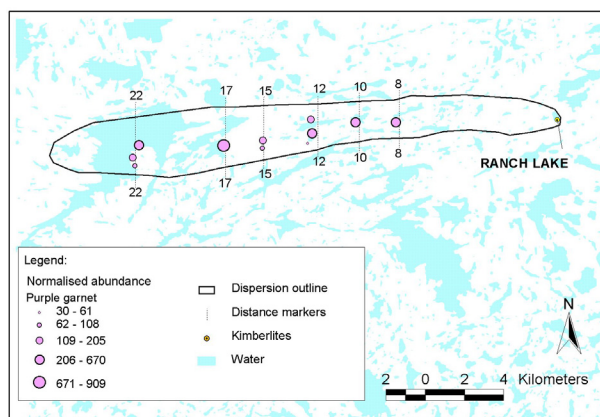 22 17 15 12 10 8
22 17 15 12 10 8
RANCH LAKE
Legend:
Normalised abundance
Purple garnet
30 - 61
62 - 108
109 - 205
206 - 670
671 - 909
Dispersion outline
Distance markers
Kimberlites
Water
N
2 0 2 4 Kilometers